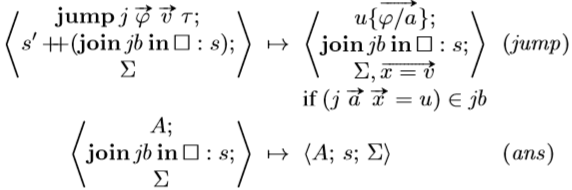 ⟨ jump j φ⃗ v⃗ τ; s′ ++ (join jb in □ : s); Σ ⟩ ↦ ⟨ u{φ/a}⃗; join jb in □ : s; Σ, x = v⃗ ⟩ (jump)
if (j a⃗ x⃗ = u) ∈ jb
⟨ A; join jb in □ : s; Σ ⟩ ↦ ⟨A; s; Σ⟩ (ans)